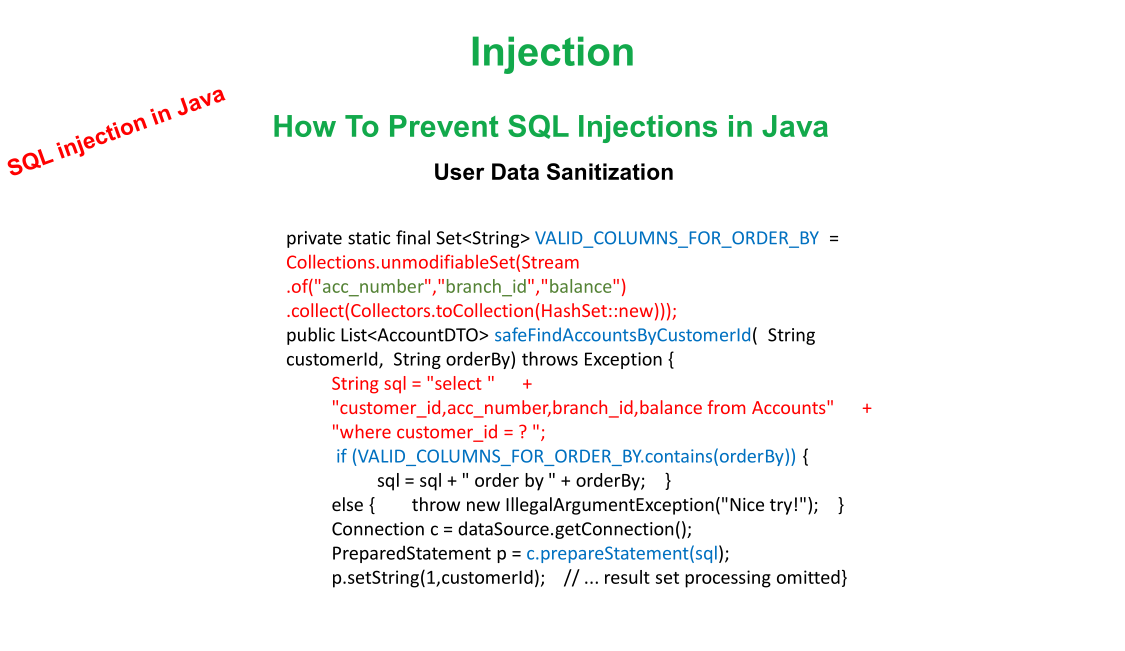 Injection
SQL injection in Java
How To Prevent SQL Injections in Java
User Data Sanitization
private static final Set<String> VALID_COLUMNS_FOR_ORDER_BY  =
Collections.unmodifiableSet(Stream
.of("acc_number","branch_id","balance")
.collect(Collectors.toCollection(HashSet::new)));
public List<AccountDTO> safeFindAccountsByCustomerId(  String
customerId,  String orderBy) throws Exception {
String sql = "select "      +
"customer_id,acc_number,branch_id,balance from Accounts"      +
"where customer_id = ? ";
if (VALID_COLUMNS_FOR_ORDER_BY.contains(orderBy)) {
sql = sql + " order by " + orderBy;    }
else {        throw new IllegalArgumentException("Nice try!");    }
Connection c = dataSource.getConnection();
PreparedStatement p = c.prepareStatement(sql);
p.setString(1,customerId);    // ... result set processing omitted}